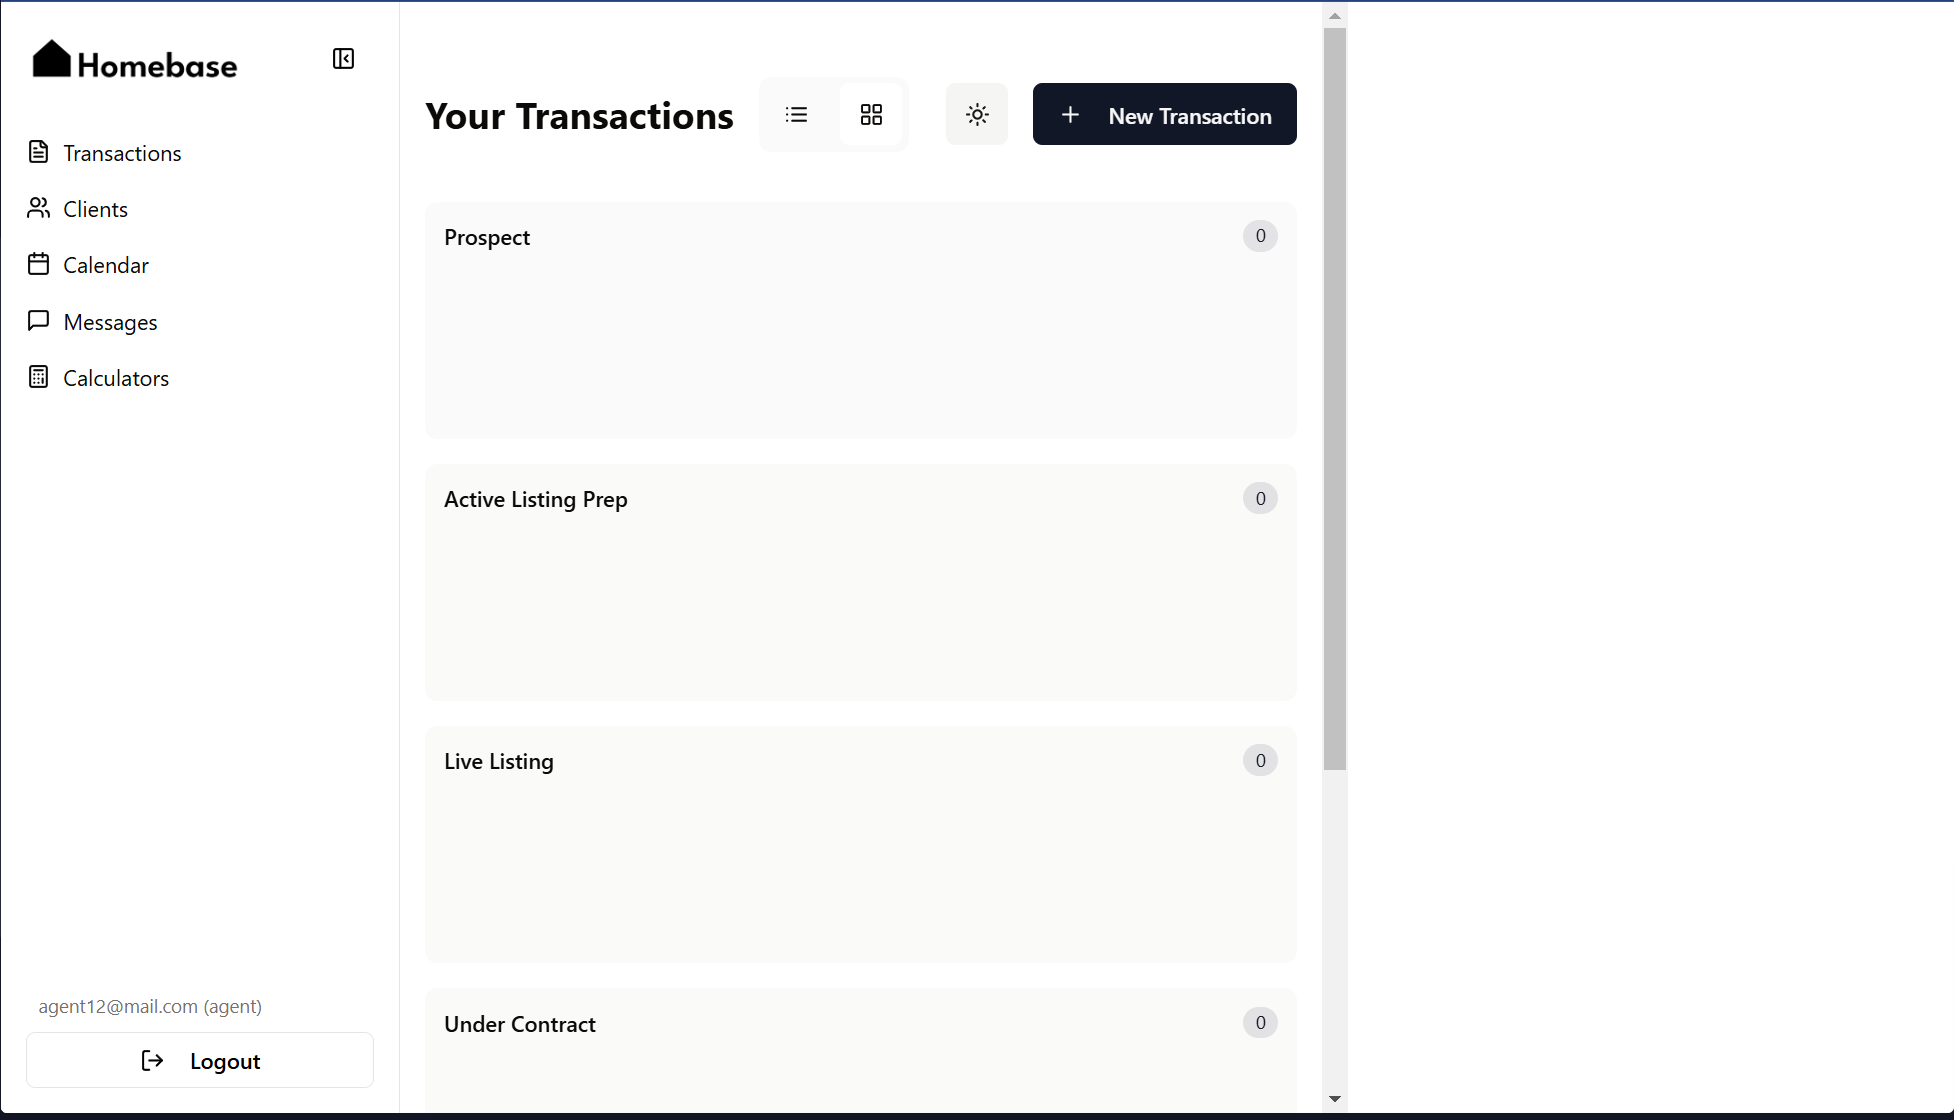 Homebase
Transactions
Clients
Calendar
Messages
Calculators
agent12@mail.com (agent)
Logout
Your Transactions
New Transaction
Prospect
0
Active Listing Prep
0
Live Listing
0
Under Contract
0